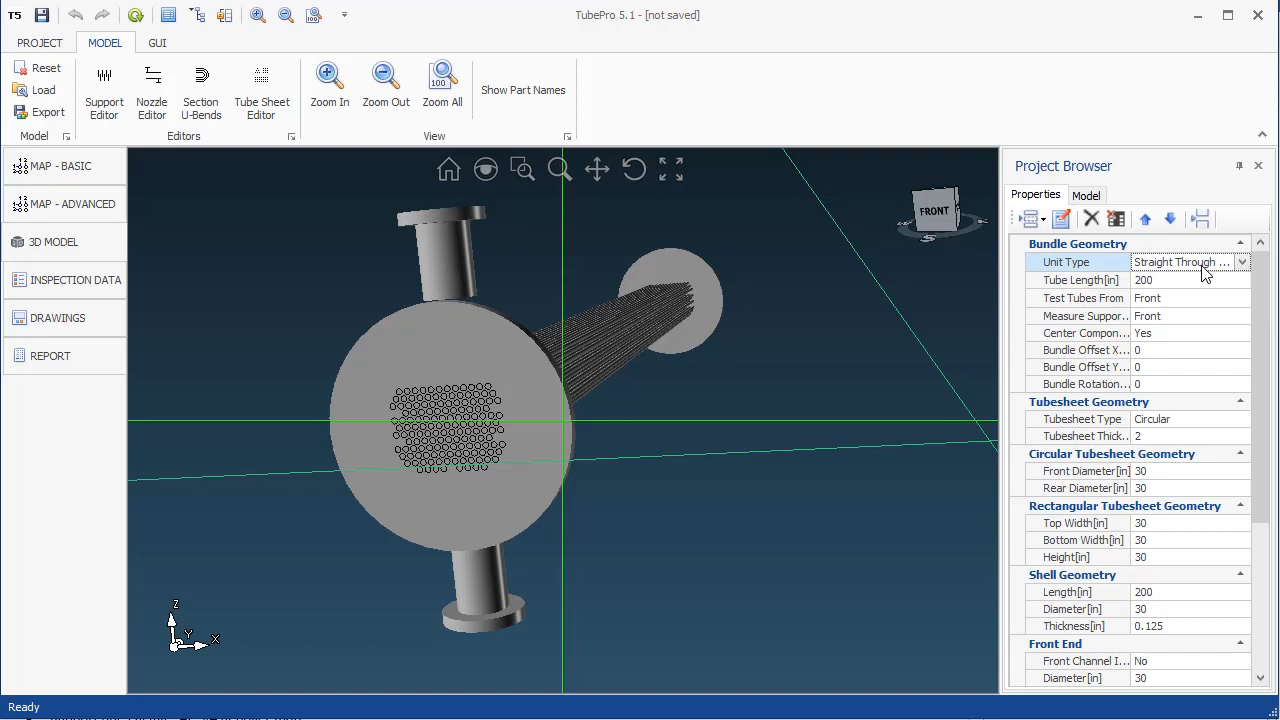 T5
TubePro 5.1 - [not saved]
PROJECT
MODEL
GUI
Reset
Load
Export
Model
Support
Editor
Nozzle
Editor
Section
U-Bends
Tube Sheet
Editor
Editors
Zoom In
Zoom Out
100
Zoom All
Show Part Names
View
MAP - BASIC
MAP - ADVANCED
3D MODEL
INSPECTION DATA
DRAWINGS
REPORT
FRONT
S
Z
Y
X
Project Browser
Properties
Model
Bundle Geometry
Unit Type Straight Through ...
Tube Length[in] 200
Test Tubes From Front
Measure Suppor... Front
Center Compon... Yes
Bundle Offset X... 0
Bundle Offset Y... 0
Bundle Rotation... 0
Tubesheet Geometry
Tubesheet Type Circular
Tubesheet Thick... 2
Circular Tubesheet Geometry
Front Diameter[in] 30
Rear Diameter[in] 30
Rectangular Tubesheet Geometry
Top Width[in] 30
Bottom Width[in] 30
Height[in] 30
Shell Geometry
Length[in] 200
Diameter[in] 30
Thickness[in] 0.125
Front End
Front Channel I... No
Diameter[in] 30
Ready